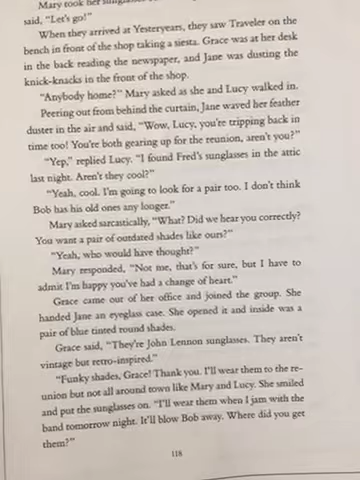 Mary took her sunglasses
said, “Let’s go!”
When they arrived at Yesteryears, they saw Traveler on the
bench in front of the shop taking a siesta. Grace was at her desk
in the back reading the newspaper, and Jane was dusting the
knick-knacks in the front of the shop.
“Anybody home?” Mary asked as she and Lucy walked in.
Peering out from behind the curtain, Jane waved her feather
duster in the air and said, “Wow, Lucy, you’re tripping back in
time too! You’re both gearing up for the reunion, aren’t you?”
“Yep,” replied Lucy. “I found Fred’s sunglasses in the attic
last night. Aren’t they cool?”
“Yeah, cool. I’m going to look for a pair too. I don’t think
Bob has his old ones any longer.”
Mary asked sarcastically, “What? Did we hear you correctly?
You want a pair of outdated shades like ours?”
“Yeah, who would have thought?”
Mary responded, “Not me, that’s for sure, but I have to
admit I’m happy you’ve had a change of heart.”
Grace came out of her office and joined the group. She
handed Jane an eyeglass case. She opened it and inside was a
pair of blue tinted round shades.
Grace said, “They’re John Lennon sunglasses. They aren’t
vintage but retro-inspired.”
“Funky shades, Grace! Thank you. I’ll wear them to the re-
union but not all around town like Mary and Lucy. She smiled
and put the sunglasses on. “I’ll wear them when I jam with the
band tomorrow night. It’ll blow Bob away. Where did you get
them?”
118